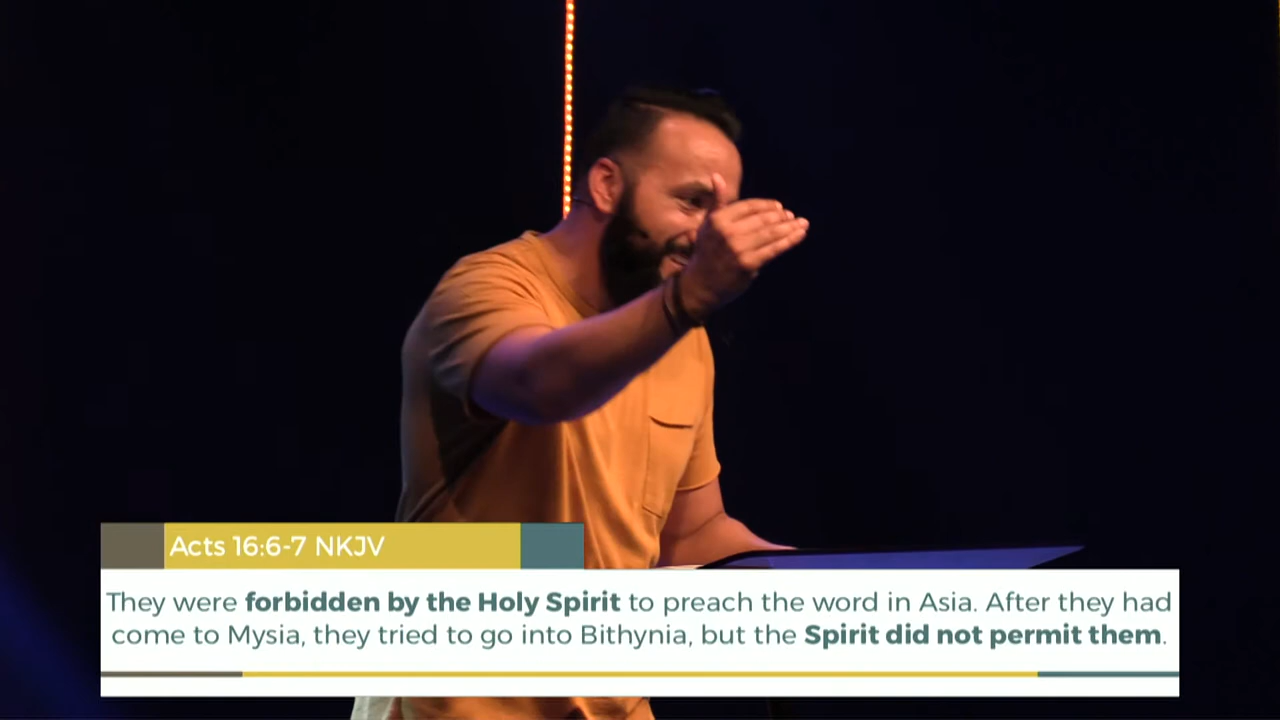 Acts 16:6-7 NKJV
They were forbidden by the Holy Spirit to preach the word in Asia. After they had
come to Mysia, they tried to go into Bithynia, but the Spirit did not permit them.